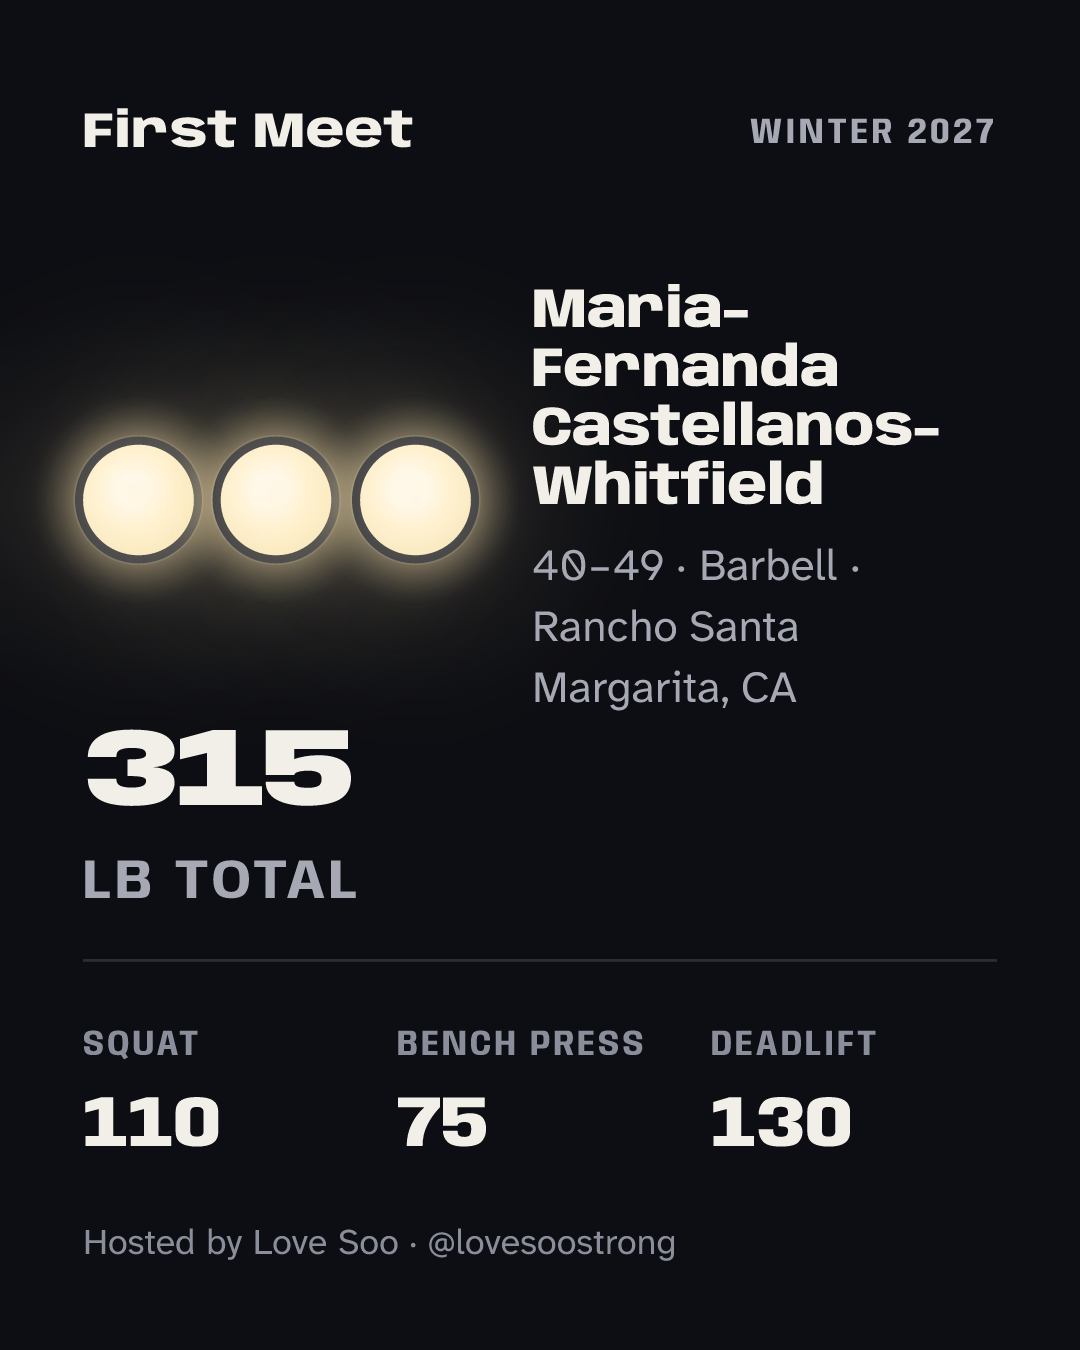 First Meet
WINTER 2027
Maria-
Fernanda
Castellanos-
Whitfield
40–49 · Barbell ·
Rancho Santa
Margarita, CA
315
LB TOTAL
SQUAT
BENCH PRESS
DEADLIFT
110
75
130
Hosted by Love Soo · @lovesoostrong